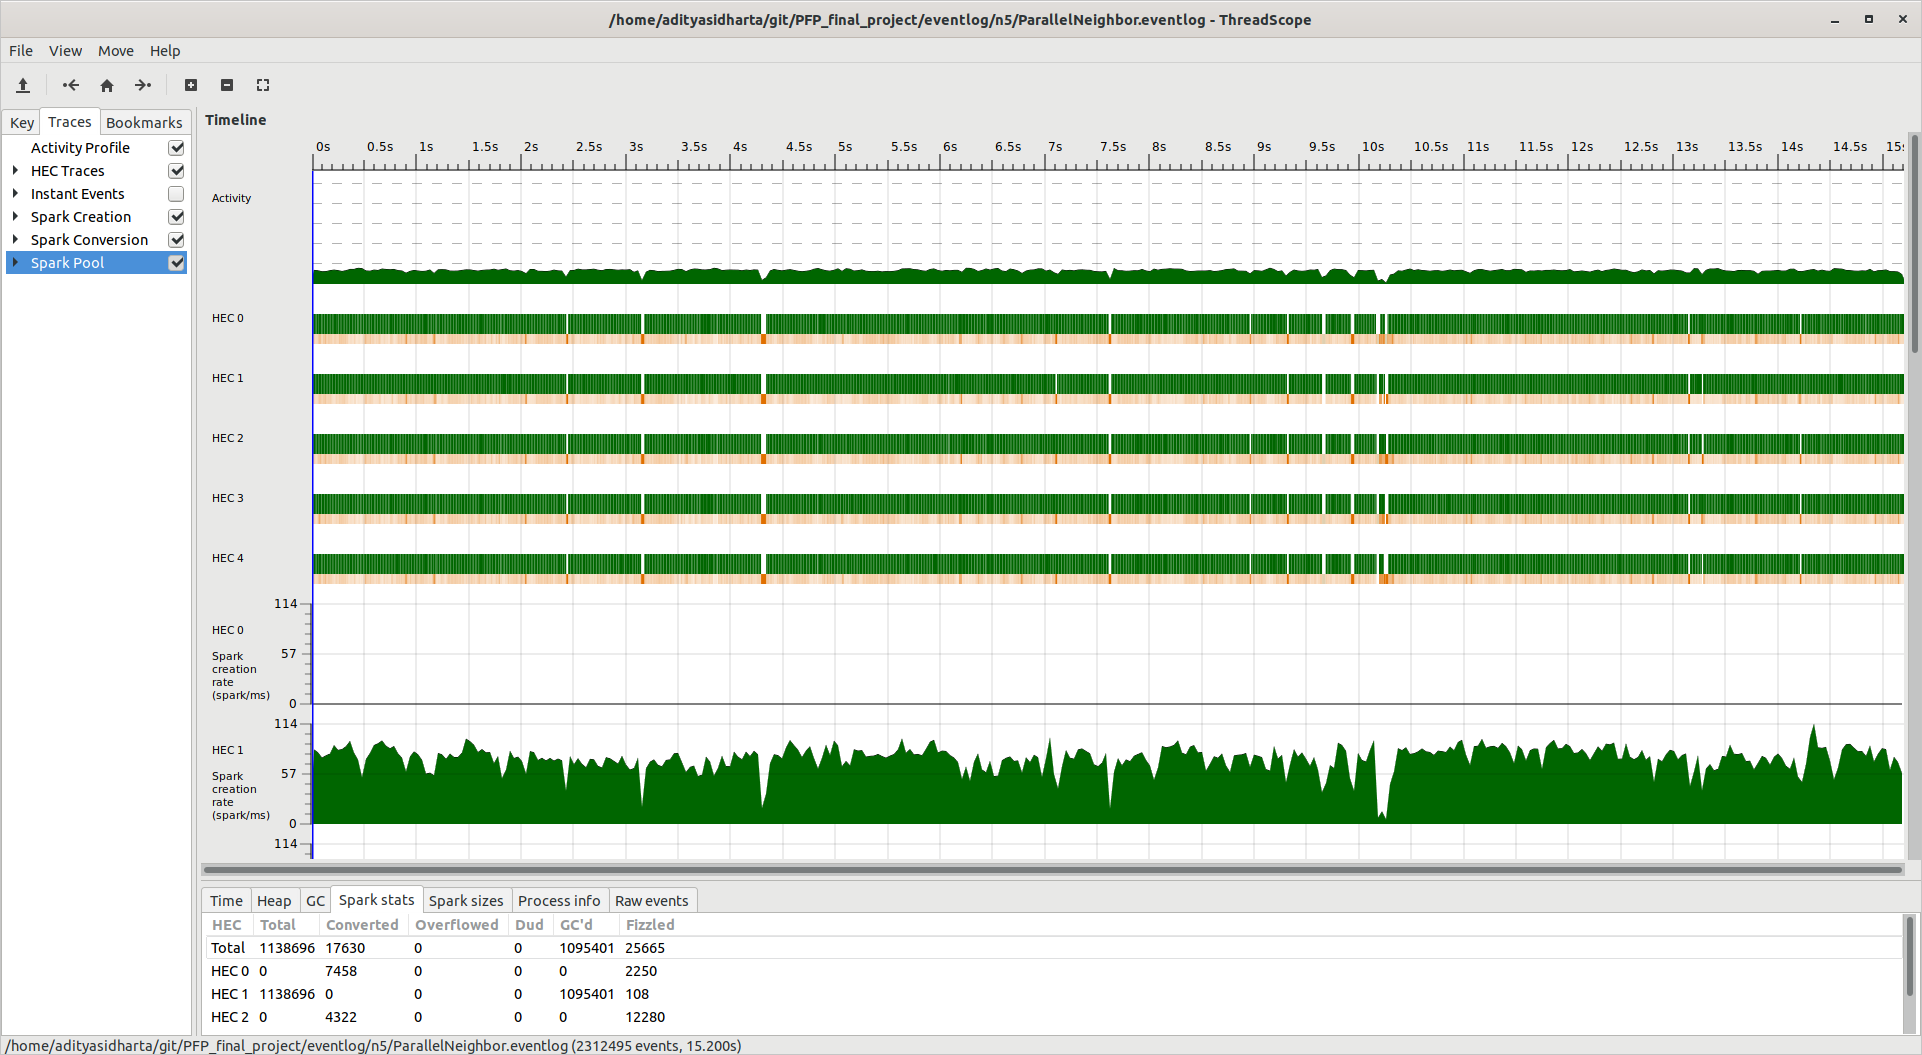 /home/adityasidharta/git/PFP_final_project/eventlog/n5/ParallelNeighbor.eventlog - ThreadScope
File View Move Help
Key Traces Bookmarks
Activity Profile
HEC Traces
Instant Events
Spark Creation
Spark Conversion
Spark Pool
Timeline
0s 0.5s 1s 1.5s 2s 2.5s 3s 3.5s 4s 4.5s 5s 5.5s 6s 6.5s 7s 7.5s 8s 8.5s 9s 9.5s 10s 10.5s 11s 11.5s 12s 12.5s 13s 13.5s 14s 14.5s 15s
Activity
HEC 0
HEC 1
HEC 2
HEC 3
HEC 4
114
HEC 0
57
Spark
creation
rate
(spark/ms)
0
114
HEC 1
57
Spark
creation
rate
(spark/ms)
0
114
Time Heap GC Spark stats Spark sizes Process info Raw events
HEC Total Converted Overflowed Dud GC'd Fizzled
Total 1138696 17630 0 0 1095401 25665
HEC 0 0 7458 0 0 0 2250
HEC 1 1138696 0 0 0 1095401 108
HEC 2 0 4322 0 0 0 12280
/home/adityasidharta/git/PFP_final_project/eventlog/n5/ParallelNeighbor.eventlog (2312495 events, 15.200s)